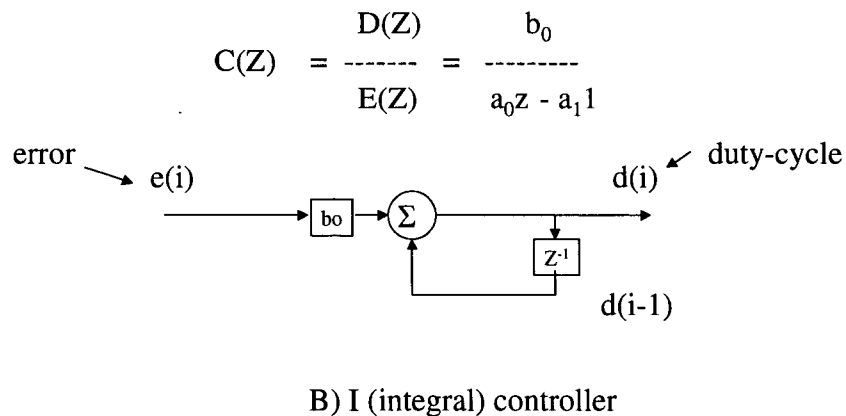 D(Z) b₀
C(Z) = ------- = ---------
E(Z) a₀z - a₁1
error duty-cycle
e(i) d(i)
bo Σ
Z⁻¹
d(i-1)
B) I (integral) controller